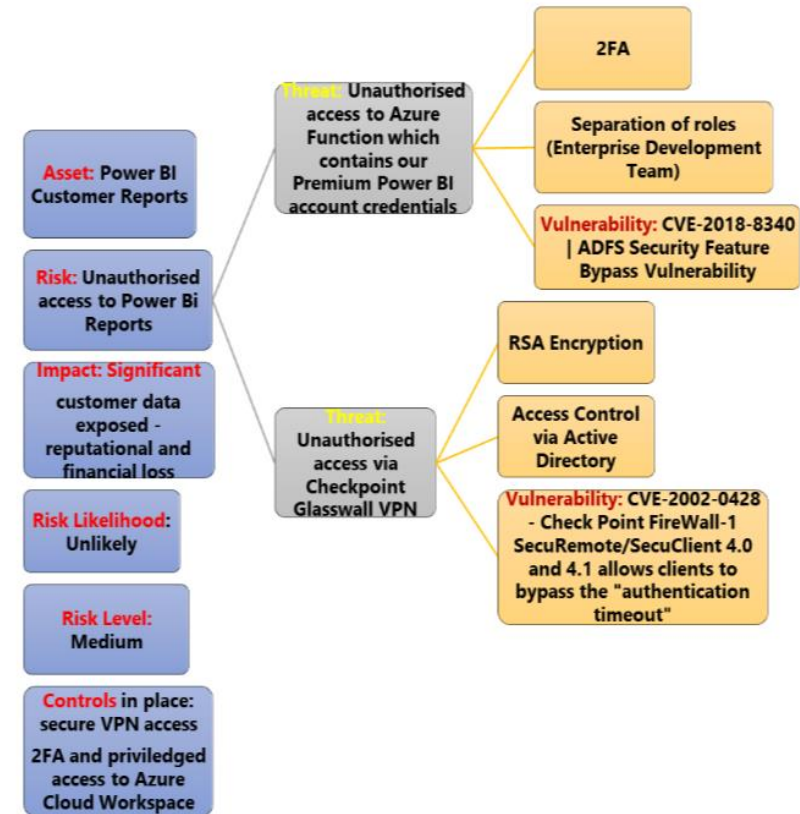 Asset: Power BI
Customer Reports
Risk: Unauthorised
access to Power Bi
Reports
Impact: Significant
customer data
exposed -
reputational and
financial loss
Risk Likelihood:
Unlikely
Risk Level:
Medium
Controls in place:
secure VPN access
2FA and priviledged
access to Azure
Cloud Workspace
Threat: Unauthorised
access to Azure
Function which
contains our
Premium Power BI
account credentials
Threat:
Unauthorised
access via
Checkpoint
Glasswall VPN
2FA
Separation of roles
(Enterprise Development
Team)
Vulnerability: CVE-2018-8340
| ADFS Security Feature
Bypass Vulnerability
RSA Encryption
Access Control
via Active
Directory
Vulnerability: CVE-2002-0428
- Check Point FireWall-1
SecuRemote/SecuClient 4.0
and 4.1 allows clients to
bypass the "authentication
timeout"